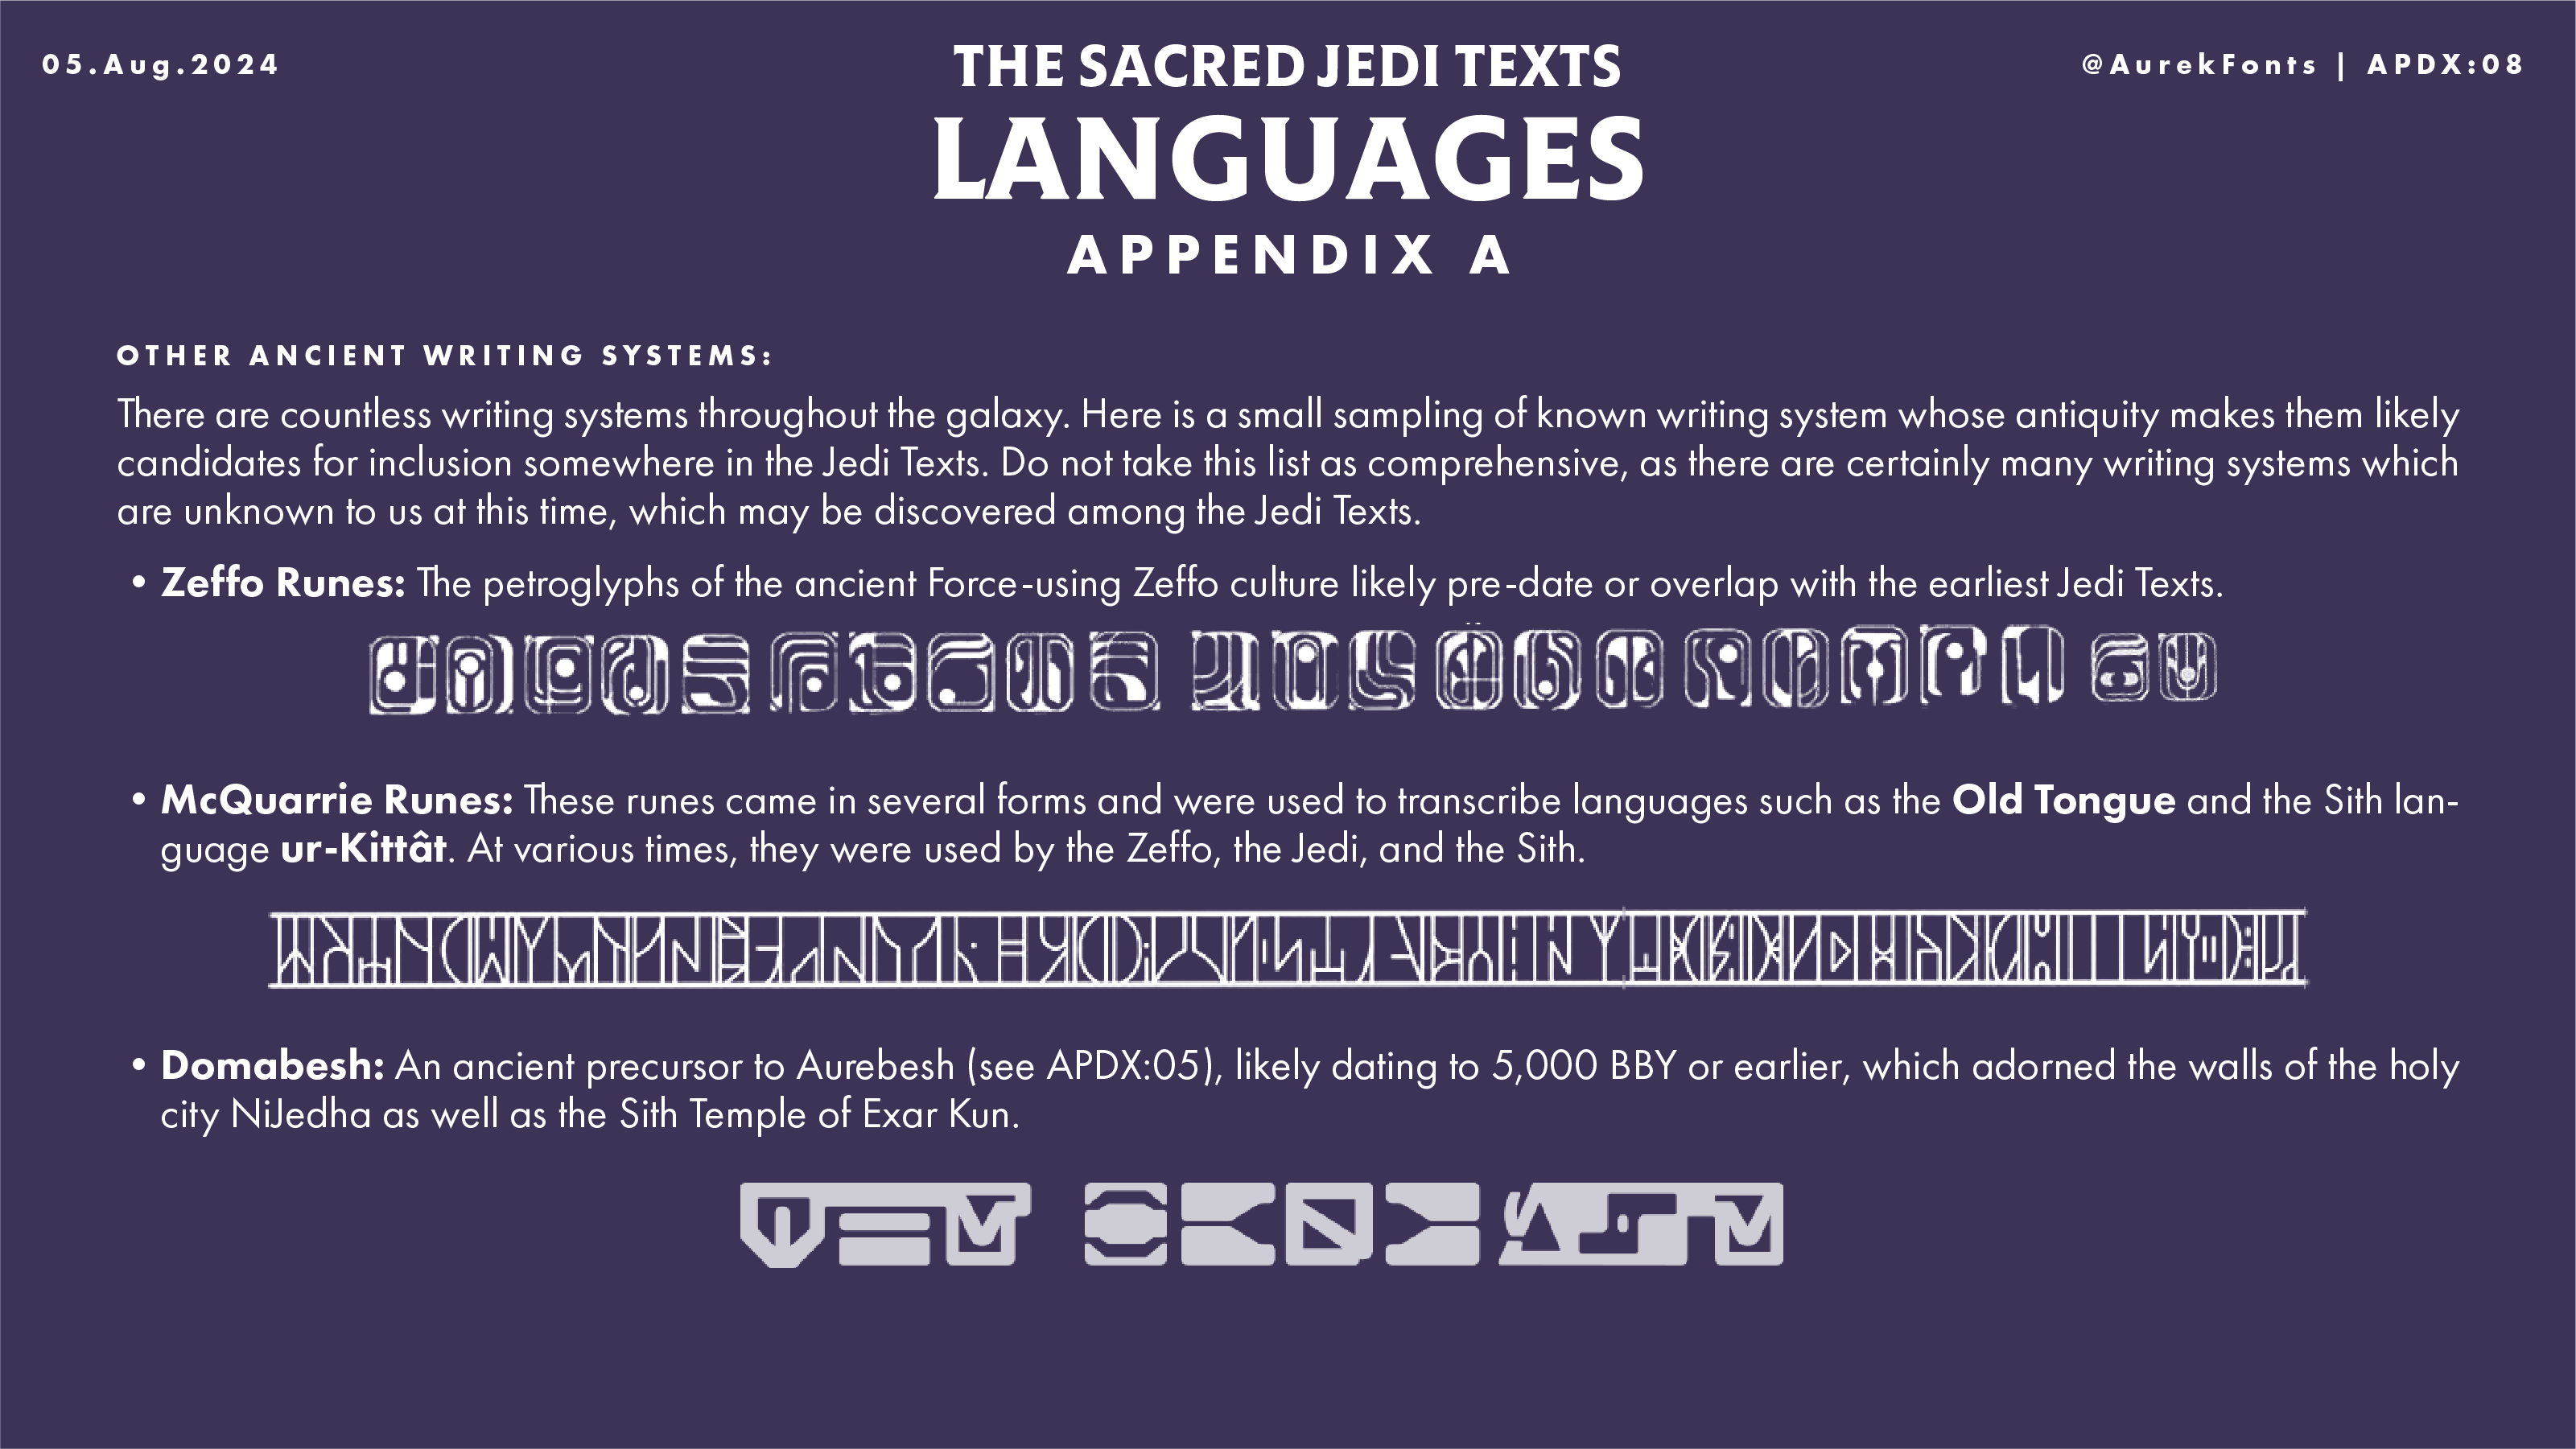 05.Aug.2024
THE SACRED JEDI TEXTS
@AurekFonts | APDX:08
LANGUAGES
APPENDIX A
OTHER ANCIENT WRITING SYSTEMS:
There are countless writing systems throughout the galaxy. Here is a small sampling of known writing system whose antiquity makes them likely
candidates for inclusion somewhere in the Jedi Texts. Do not take this list as comprehensive, as there are certainly many writing systems which
are unknown to us at this time, which may be discovered among the Jedi Texts.
• Zeffo Runes: The petroglyphs of the ancient Force-using Zeffo culture likely pre-date or overlap with the earliest Jedi Texts.
• McQuarrie Runes: These runes came in several forms and were used to transcribe languages such as the Old Tongue and the Sith lan-
guage ur-Kittât. At various times, they were used by the Zeffo, the Jedi, and the Sith.
• Domabesh: An ancient precursor to Aurebesh (see APDX:05), likely dating to 5,000 BBY or earlier, which adorned the walls of the holy
city NiJedha as well as the Sith Temple of Exar Kun.